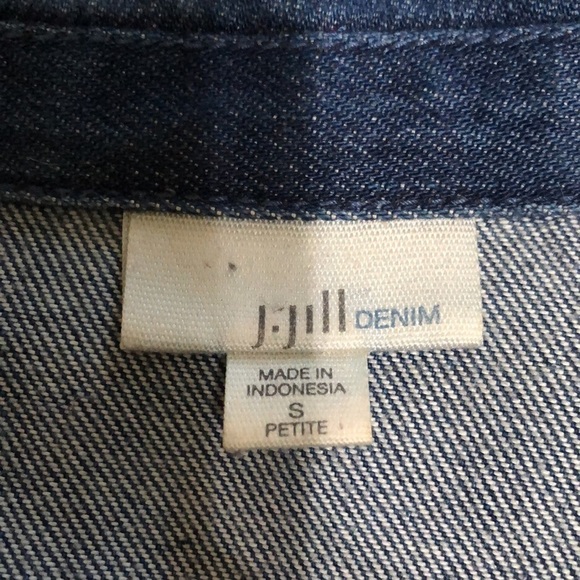 J.Jill DENIM
MADE IN
INDONESIA
S
PETITE